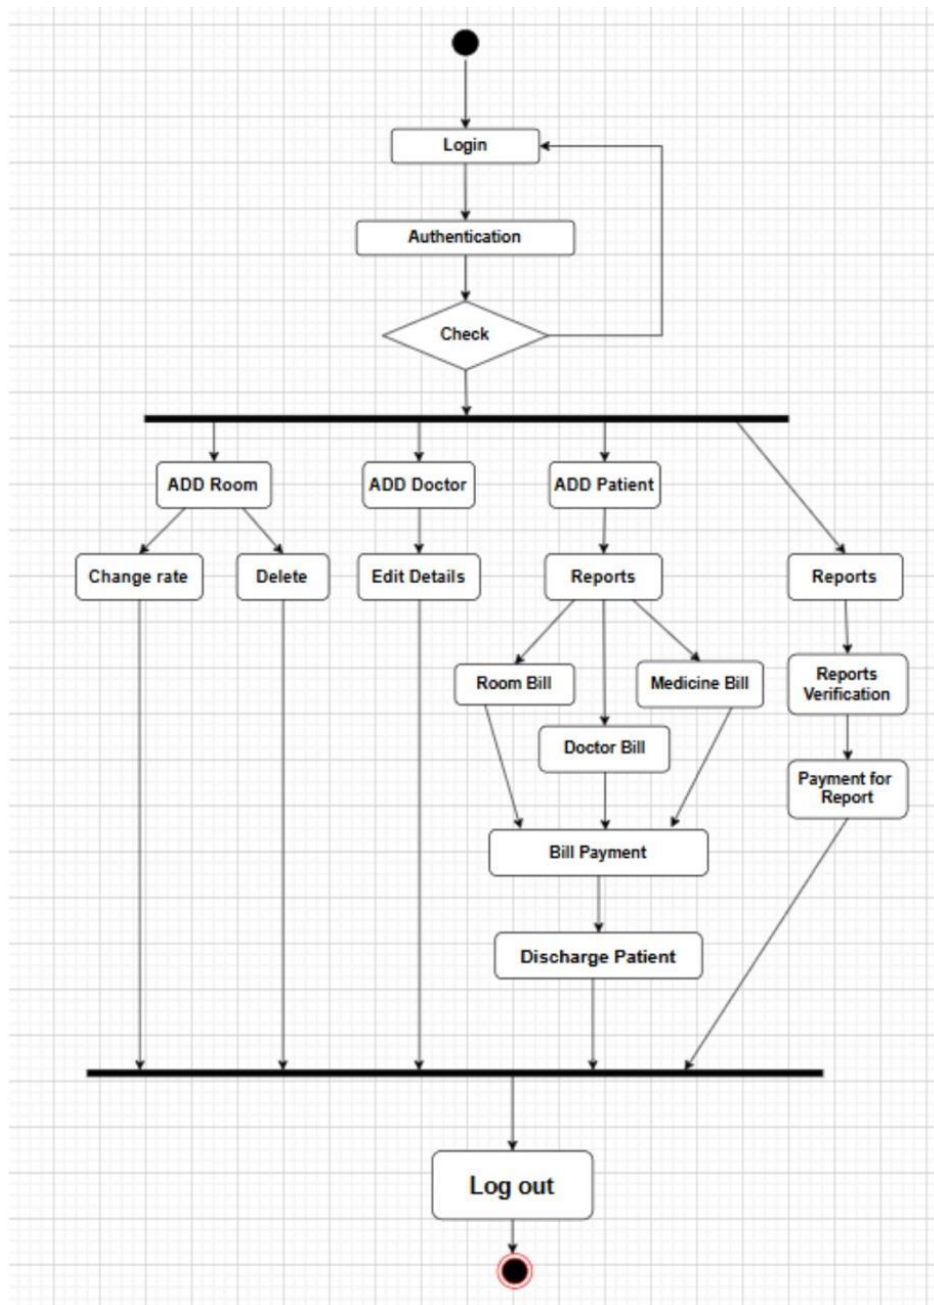 Login
Authentication
Check
ADD Room
ADD Doctor
ADD Patient
Change rate
Delete
Edit Details
Reports
Reports
Room Bill
Medicine Bill
Reports
Verification
Doctor Bill
Payment for
Report
Bill Payment
Discharge Patient
Log out